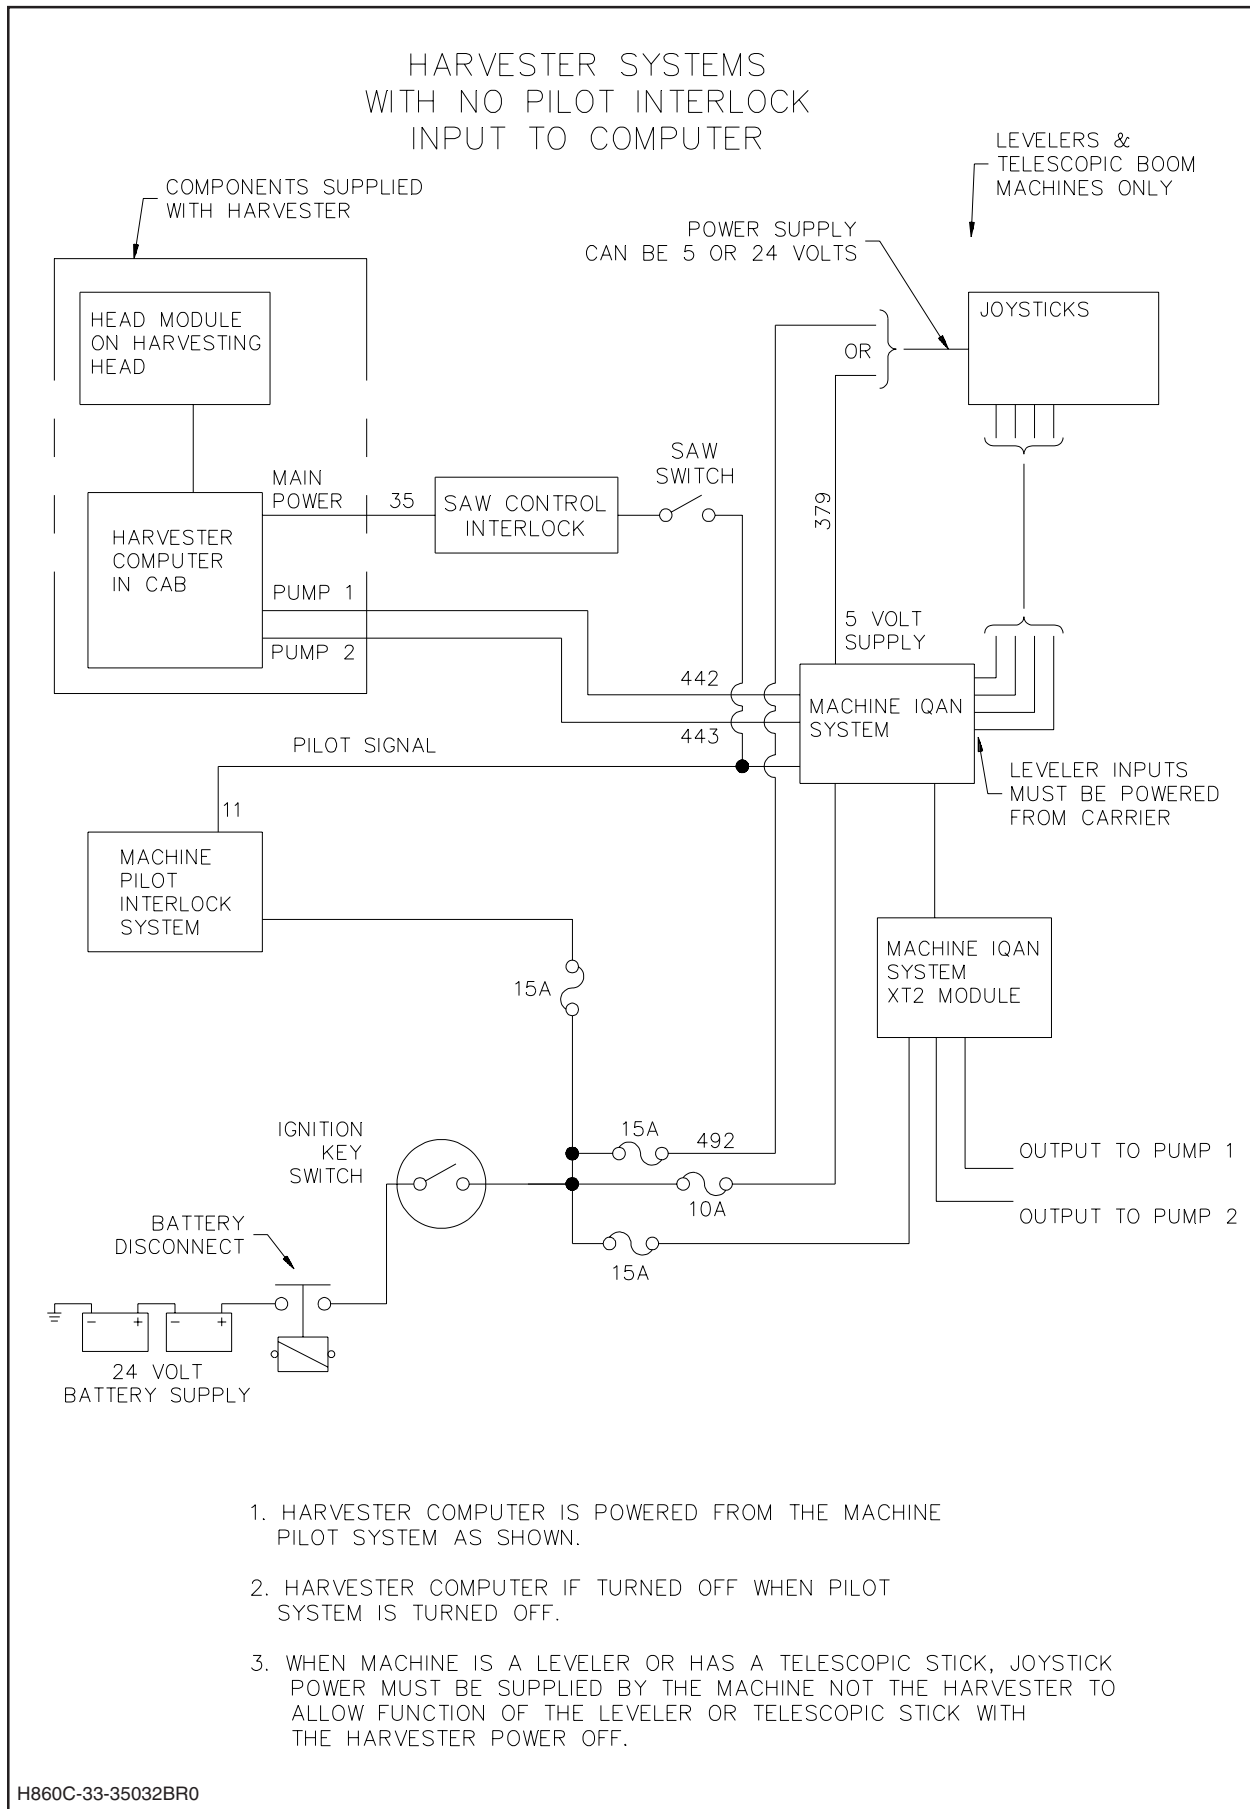 HARVESTER SYSTEMS
WITH NO PILOT INTERLOCK
INPUT TO COMPUTER
LEVELERS &
TELESCOPIC BOOM
MACHINES ONLY
COMPONENTS SUPPLIED
WITH HARVESTER
POWER SUPPLY
CAN BE 5 OR 24 VOLTS
HEAD MODULE
ON HARVESTING
HEAD
JOYSTICKS
OR
SAW
SWITCH
MAIN
POWER
35
SAW CONTROL
INTERLOCK
379
HARVESTER
COMPUTER
IN CAB
PUMP 1
PUMP 2
5 VOLT
SUPPLY
442
443
MACHINE IQAN
SYSTEM
PILOT SIGNAL
LEVELER INPUTS
MUST BE POWERED
FROM CARRIER
11
MACHINE
PILOT
INTERLOCK
SYSTEM
15A
MACHINE IQAN
SYSTEM
XT2 MODULE
IGNITION
KEY
SWITCH
15A
492
10A
15A
OUTPUT TO PUMP 1
OUTPUT TO PUMP 2
BATTERY
DISCONNECT
- +
- +
24 VOLT
BATTERY SUPPLY
1. HARVESTER COMPUTER IS POWERED FROM THE MACHINE
PILOT SYSTEM AS SHOWN.
2. HARVESTER COMPUTER IF TURNED OFF WHEN PILOT
SYSTEM IS TURNED OFF.
3. WHEN MACHINE IS A LEVELER OR HAS A TELESCOPIC STICK, JOYSTICK
POWER MUST BE SUPPLIED BY THE MACHINE NOT THE HARVESTER TO
ALLOW FUNCTION OF THE LEVELER OR TELESCOPIC STICK WITH
THE HARVESTER POWER OFF.
H860C-33-35032BR0